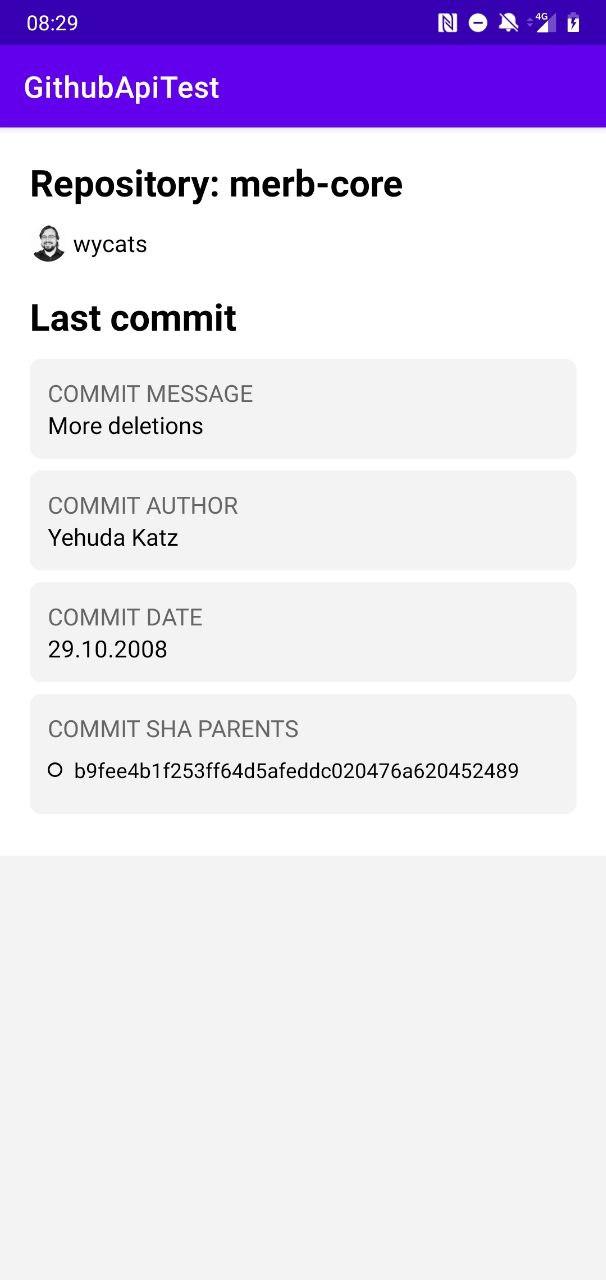 08:29
4G
GithubApiTest
Repository: merb-core
wycats
Last commit
COMMIT MESSAGE
More deletions
COMMIT AUTHOR
Yehuda Katz
COMMIT DATE
29.10.2008
COMMIT SHA PARENTS
b9fee4b1f253ff64d5afeddc020476a620452489